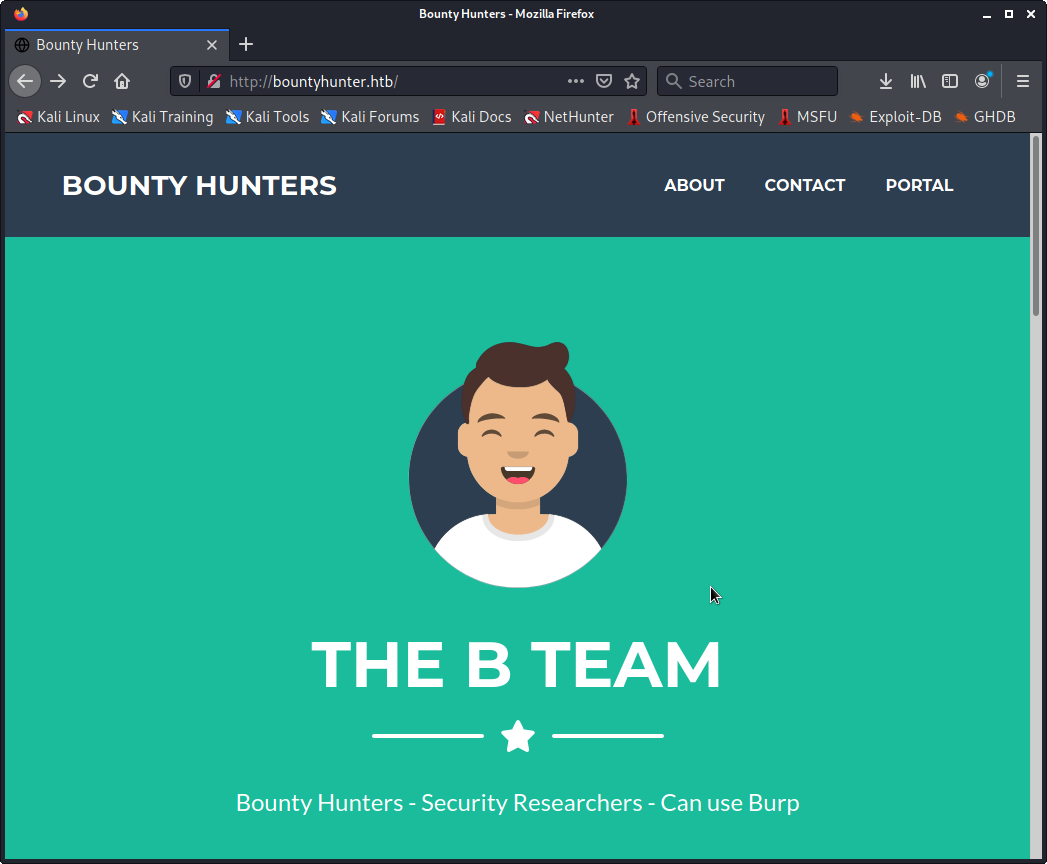 Bounty Hunters - Mozilla Firefox
Bounty Hunters
http://bountyhunter.htb/
Search
Kali Linux Kali Training Kali Tools Kali Forums Kali Docs NetHunter Offensive Security MSFU Exploit-DB GHDB
BOUNTY HUNTERS ABOUT CONTACT PORTAL
THE B TEAM
Bounty Hunters - Security Researchers - Can use Burp